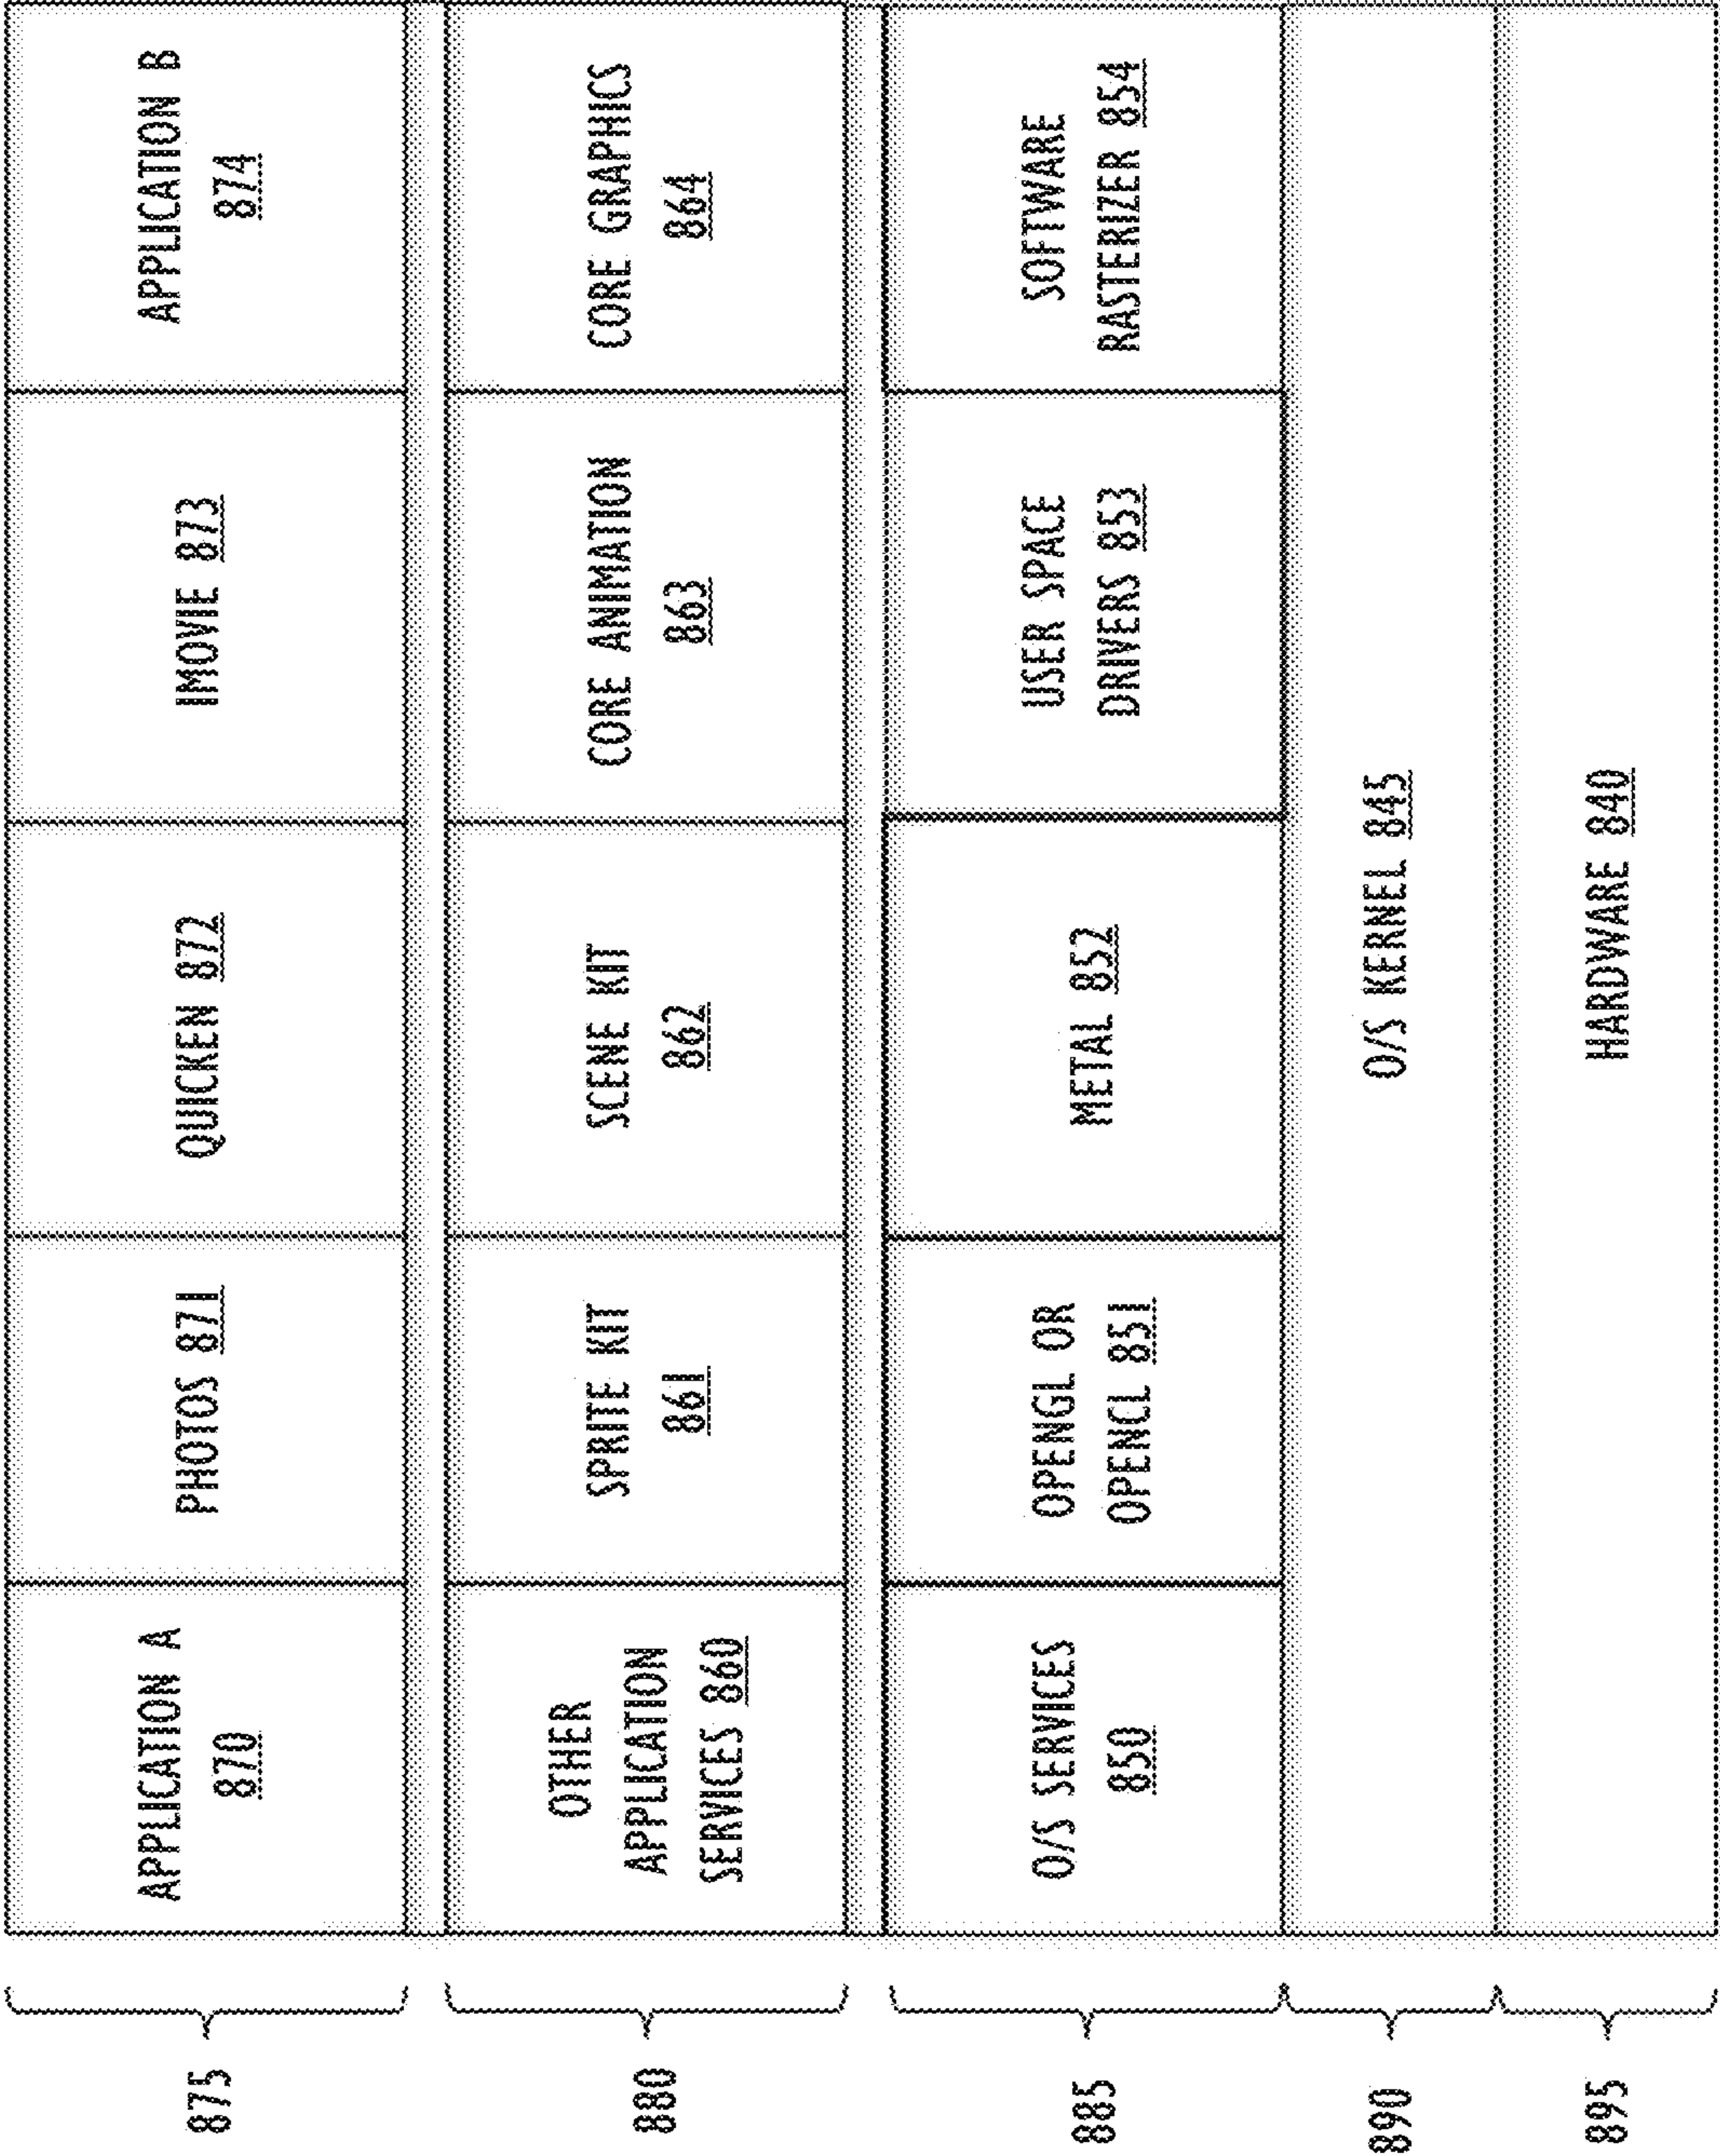 875
APPLICATION A
870
PHOTOS 871
QUICKEN 872
IMOVIE 873
APPLICATION B
874
880
OTHER
APPLICATION
SERVICES 860
SPRITE KIT
861
SCENE KIT
862
CORE ANIMATION
863
CORE GRAPHICS
864
885
O/S SERVICES
850
OPENGL OR
OPENCL 851
METAL 852
USER SPACE
DRIVERS 853
SOFTWARE
RASTERIZER 854
890
O/S KERNEL 845
895
HARDWARE 840